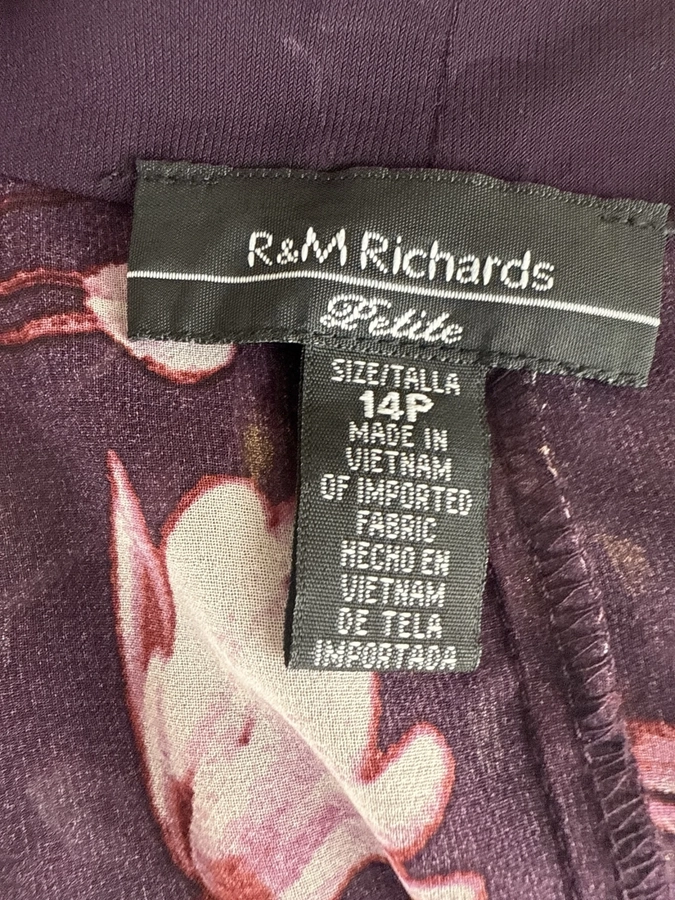 R&M Richards
Petite
SIZE/TALLA
14P
MADE IN
VIETNAM
OF IMPORTED
FABRIC
HECHO EN
VIETNAM
DE TELA
IMPORTADA